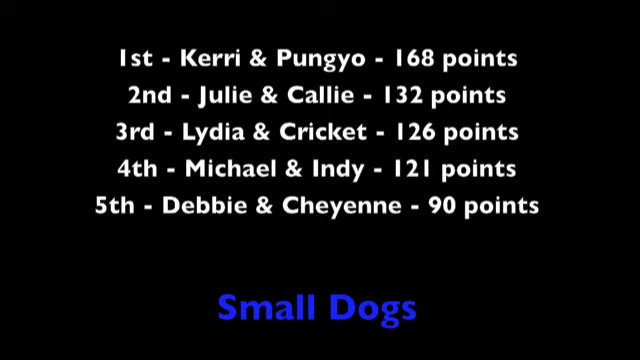 1st - Kerri & Pungyo - 168 points
2nd - Julie & Callie - 132 points
3rd - Lydia & Cricket - 126 points
4th - Michael & Indy - 121 points
5th - Debbie & Cheyenne - 90 points
Small Dogs